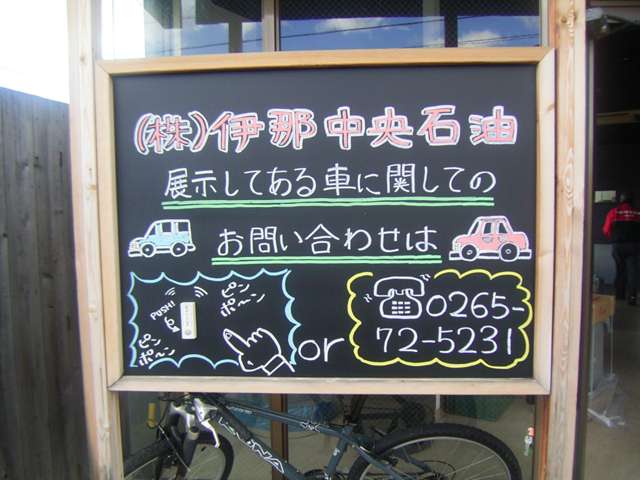 (株)伊那中央石油
展示してある車に関しての
お問い合わせは
PUSH!
ピンポ〜ン
ピンポ〜ン
or
0265-
72-5231
KONA